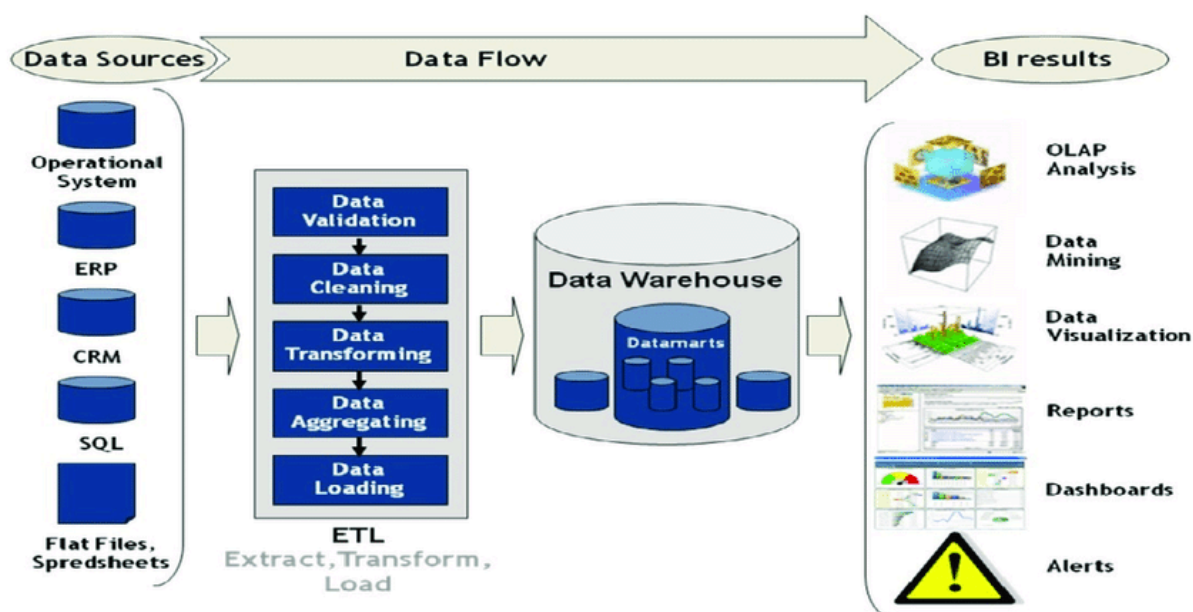 Data Sources
Data Flow
BI results
Operational
System
ERP
CRM
SQL
Flat Files,
Spredsheets
Data
Validation
Data
Cleaning
Data
Transforming
Data
Aggregating
Data
Loading
ETL
Extract, Transform,
Load
Data Warehouse
Datamarts
OLAP
Analysis
Data
Mining
Data
Visualization
Reports
Dashboards
Alerts